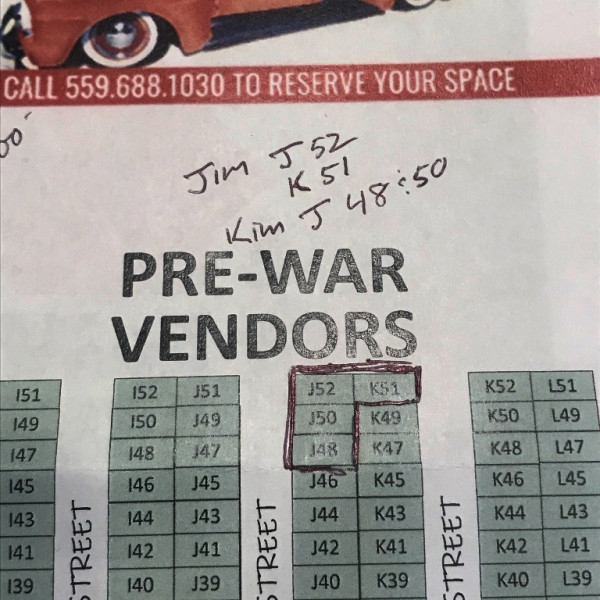 CALL 559.688.1030 TO RESERVE YOUR SPACE
Jim J 52
K 51
Kim J 48 & 50
PRE-WAR
VENDORS
I51 I52 J51 J52 K51 K52 L51
I49 I50 J49 J50 K49 K50 L49
I47 I48 J47 J48 K47 K48 L47
I45 I46 J45 J46 K45 K46 L45
I43 I44 J43 J44 K43 K44 L43
I41 I42 J41 J42 K41 K42 L41
I39 I40 J39 J40 K39 K40 L39
STREET
STREET
STREET